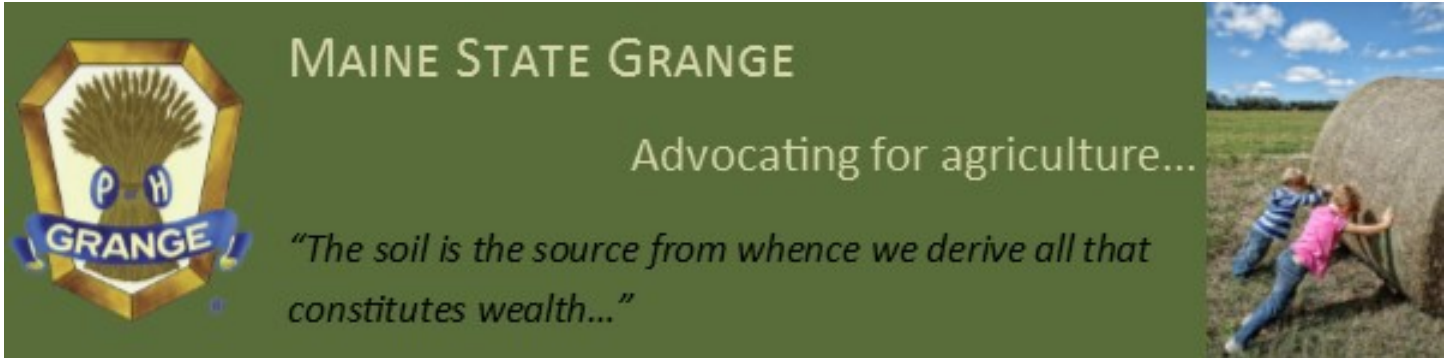 MAINE STATE GRANGE
Advocating for agriculture...
P of H
GRANGE
®
“The soil is the source from whence we derive all that
constitutes wealth...”